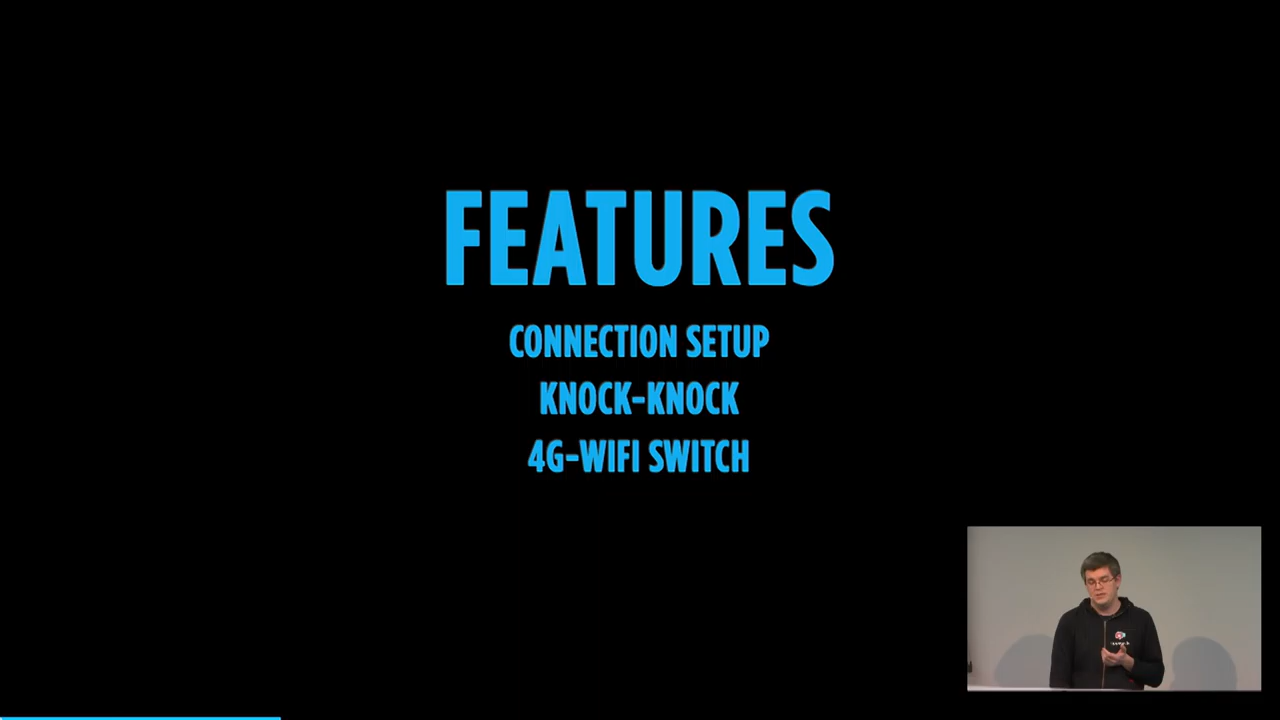 FEATURES
CONNECTION SETUP
KNOCK-KNOCK
4G-WIFI SWITCH